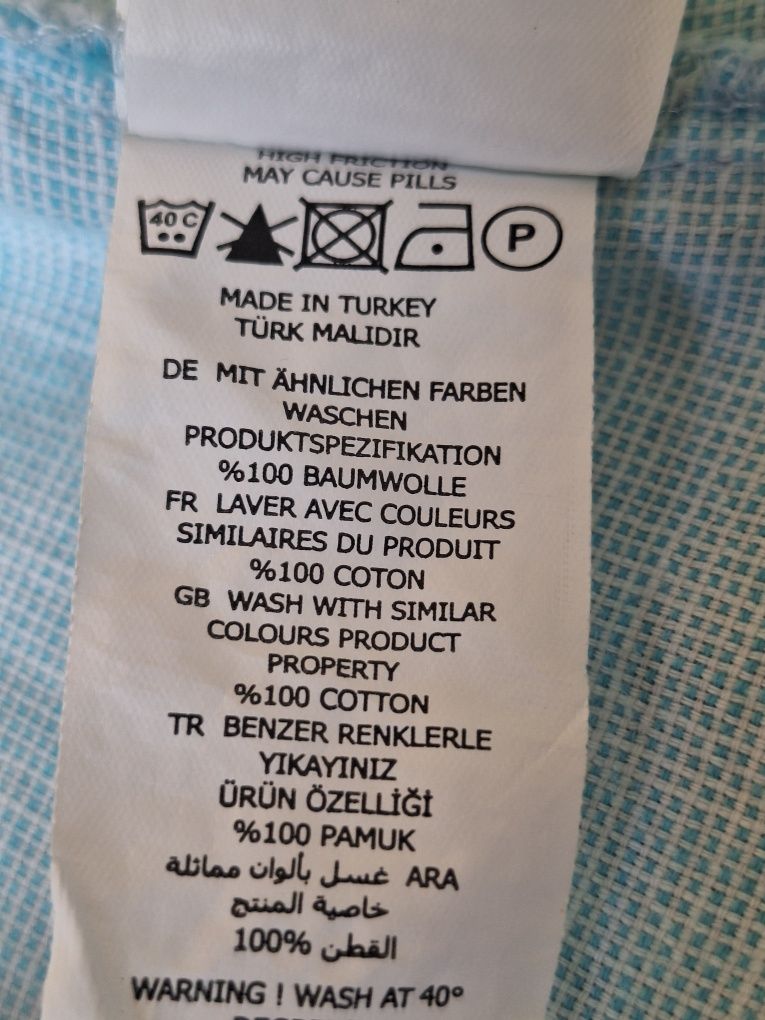 HIGH FRICTION
MAY CAUSE PILLS
40 C
P
MADE IN TURKEY
TÜRK MALIDIR
DE MIT ÄHNLICHEN FARBEN
WASCHEN
PRODUKTSPEZIFIKATION
%100 BAUMWOLLE
FR LAVER AVEC COULEURS
SIMILAIRES DU PRODUIT
%100 COTON
GB WASH WITH SIMILAR
COLOURS PRODUCT
PROPERTY
%100 COTTON
TR BENZER RENKLERLE
YIKAYINIZ
ÜRÜN ÖZELLİĞİ
%100 PAMUK
ARA غسل بألوان مماثلة
خاصية المنتج
القطن %100
WARNING ! WASH AT 40°